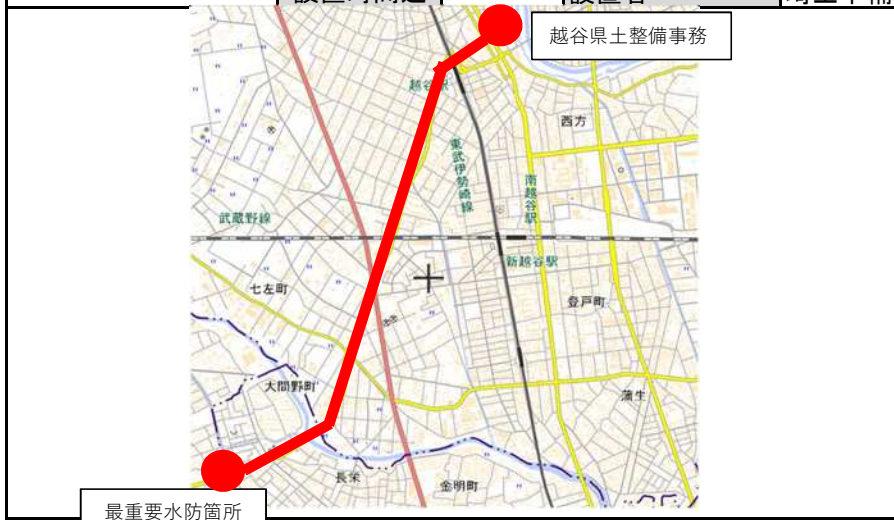 越谷県土整備事務
越谷駅
西方
東武伊勢崎線
南越谷駅
武蔵野線
新越谷駅
七左町
登戸町
大間野町
蒲生
長栄
金明町
最重要水防箇所